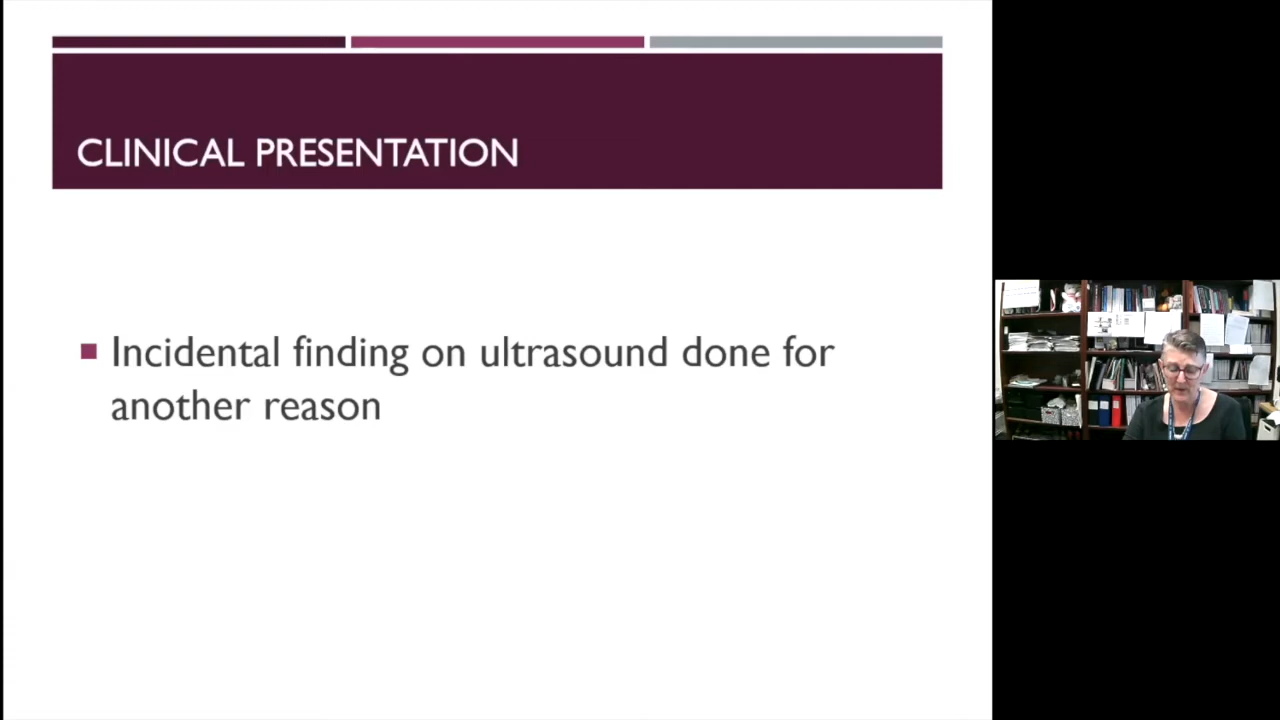 CLINICAL PRESENTATION
Incidental finding on ultrasound done for
another reason